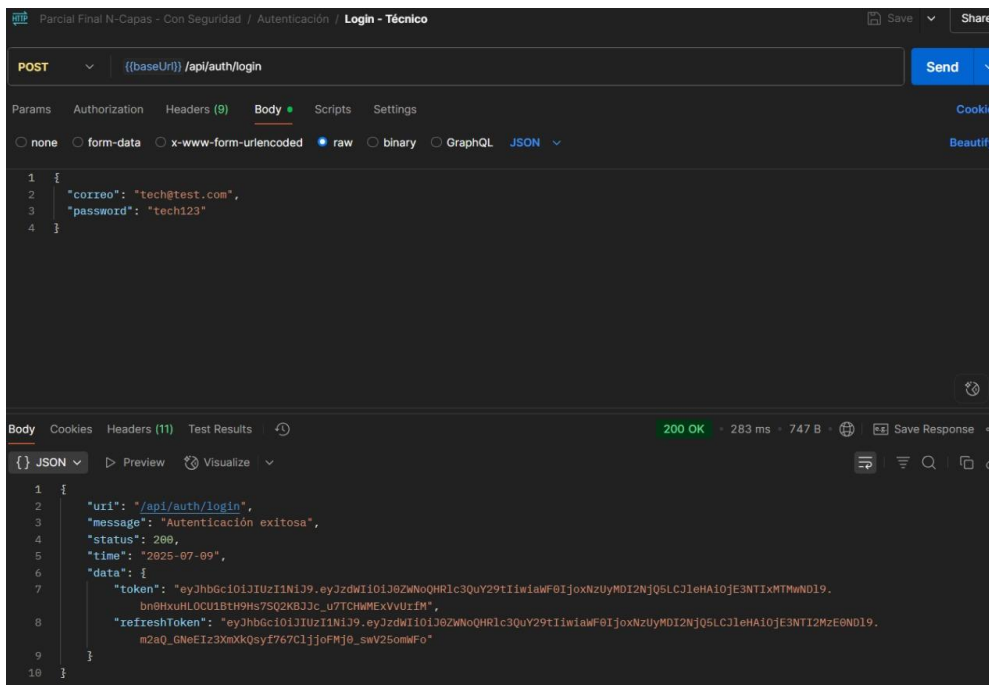 HTTP Parcial Final N-Capas - Con Seguridad / Autenticación / Login - Técnico Save Share
POST {{baseUrl}} /api/auth/login Send
Params Authorization Headers (9) Body Scripts Settings Cookie
none form-data x-www-form-urlencoded raw binary GraphQL JSON Beautif
1 {
2 "correo": "tech@test.com",
3 "password": "tech123"
4 }
Body Cookies Headers (11) Test Results 200 OK 283 ms 747 B e.g. Save Response
{} JSON Preview Visualize
1 {
2 "uri": "/api/auth/login",
3 "message": "Autenticación exitosa",
4 "status": 200,
5 "time": "2025-07-09",
6 "data": {
7 "token": "eyJhbGciOiJIUzI1NiJ9.eyJzdWIiOiJ0ZWNoQHRlc3QuY29tIiwiaWF0IjoxNzUyMDI2NjQ5LCJleHAiOjE3NTIxMTMwNDl9.
bn0HxuHLOCU1BtH9Hs7SQ2KBJJc_u7TCHWMExVvUrfM",
8 "refreshToken": "eyJhbGciOiJIUzI1NiJ9.eyJzdWIiOiJ0ZWNoQHRlc3QuY29tIiwiaWF0IjoxNzUyMDI2NjQ5LCJleHAiOjE3NTI2MzE0NDl9.
m2aQ_GNeEIz3XmXkQsyf767CljjoFMj0_swV25omWFo"
9 }
10 }